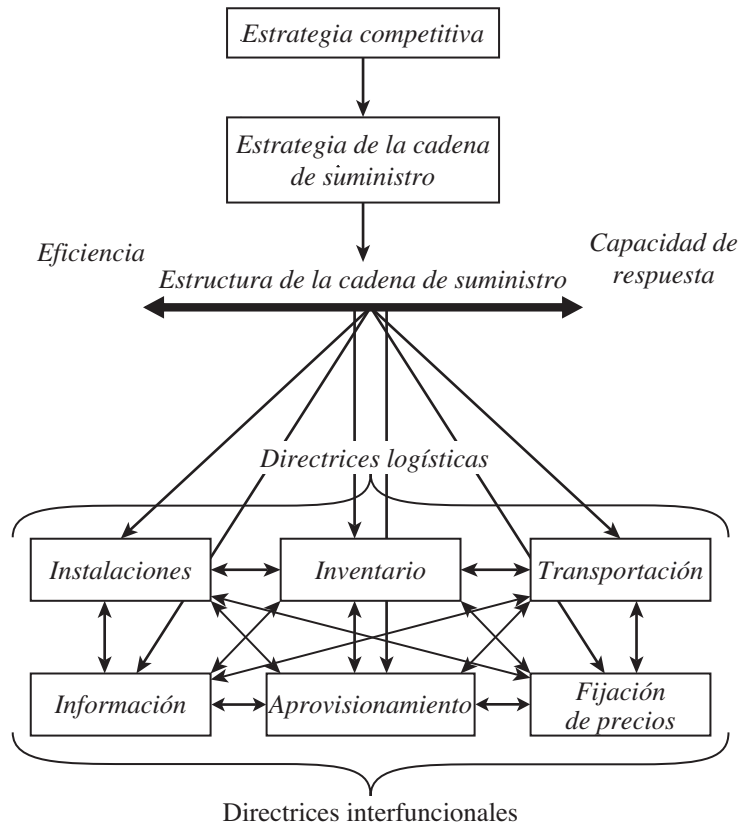 Estrategia competitiva
Estrategia de la cadena
de suministro
Eficiencia
Capacidad de
respuesta
Estructura de la cadena de suministro
Directrices logísticas
Instalaciones
Inventario
Transportación
Información
Aprovisionamiento
Fijación
de precios
Directrices interfuncionales